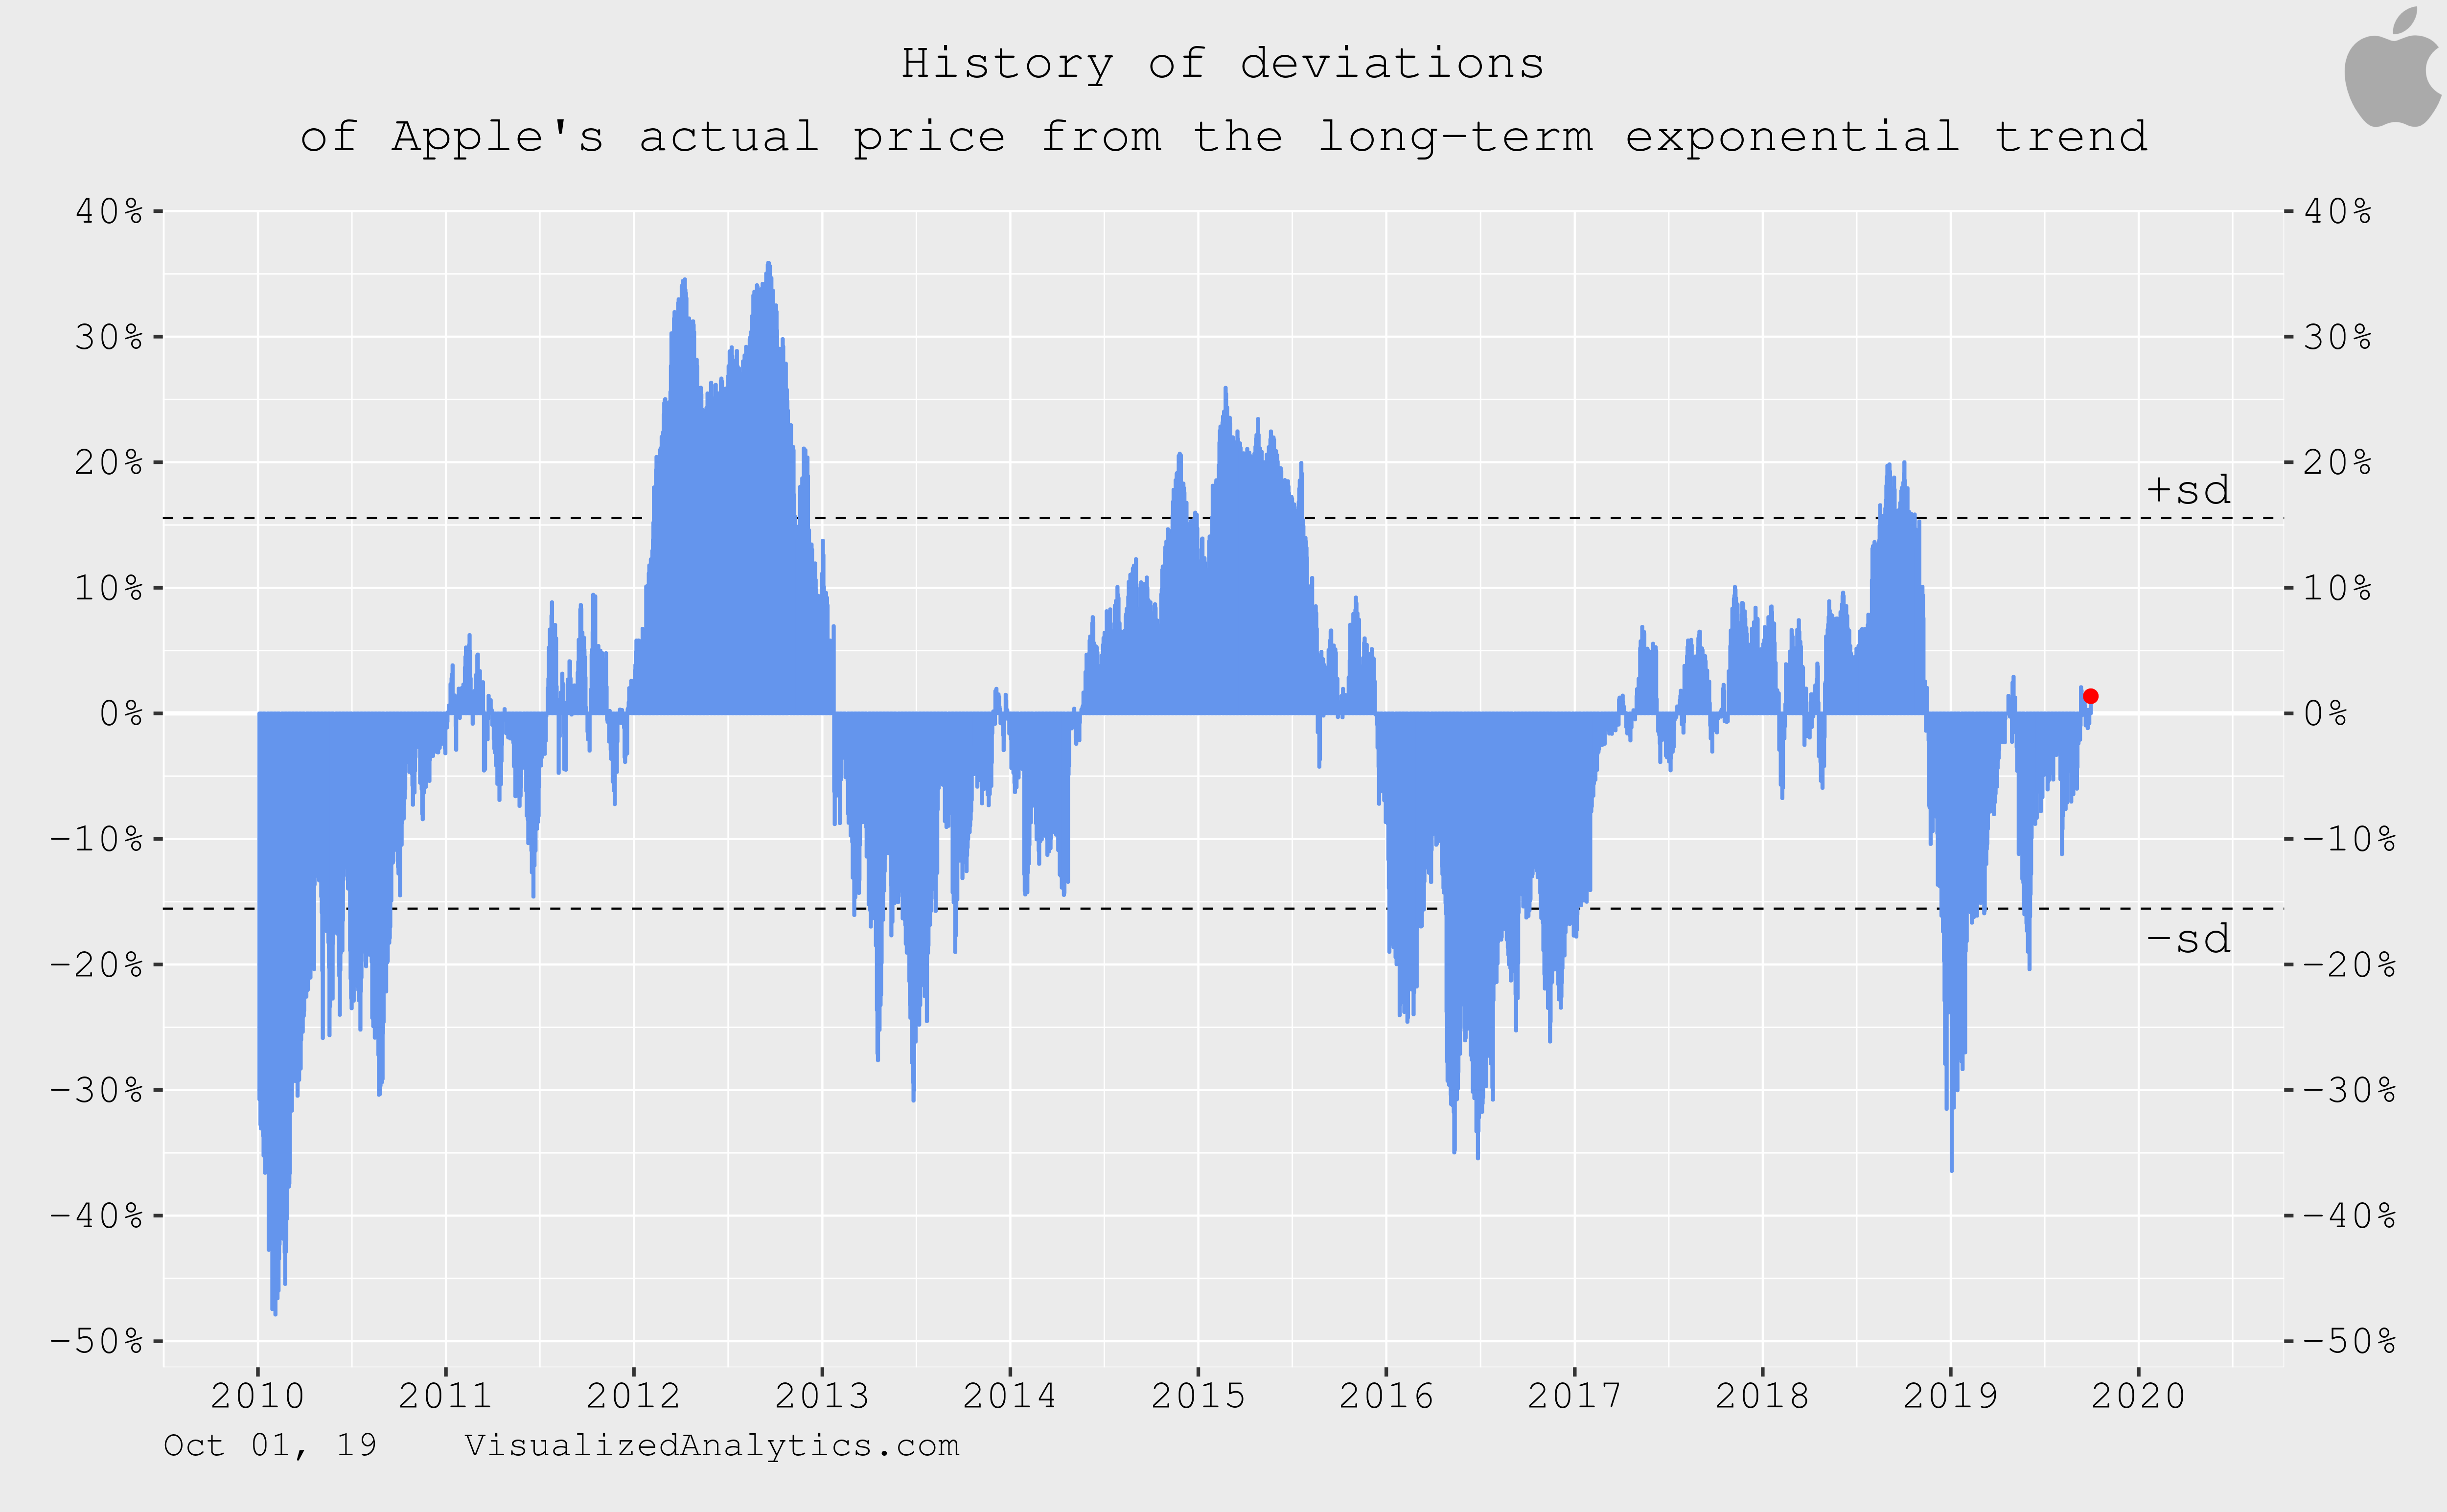 History of deviations
of Apple's actual price from the long-term exponential trend
40% 40%
30% 30%
20% 20%
+sd
10% 10%
0% 0%
-10% -10%
-sd
-20% -20%
-30% -30%
-40% -40%
-50% -50%
2010 2011 2012 2013 2014 2015 2016 2017 2018 2019 2020
Oct 01, 19 VisualizedAnalytics.com